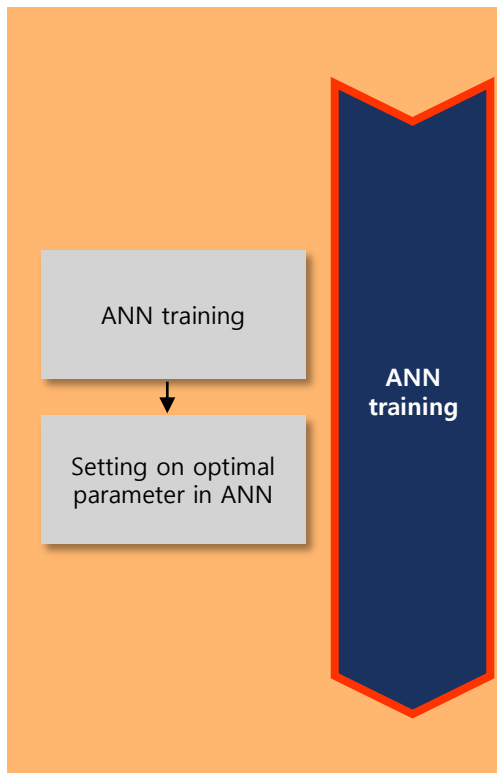 ANN training
Setting on optimal
parameter in ANN
ANN
training